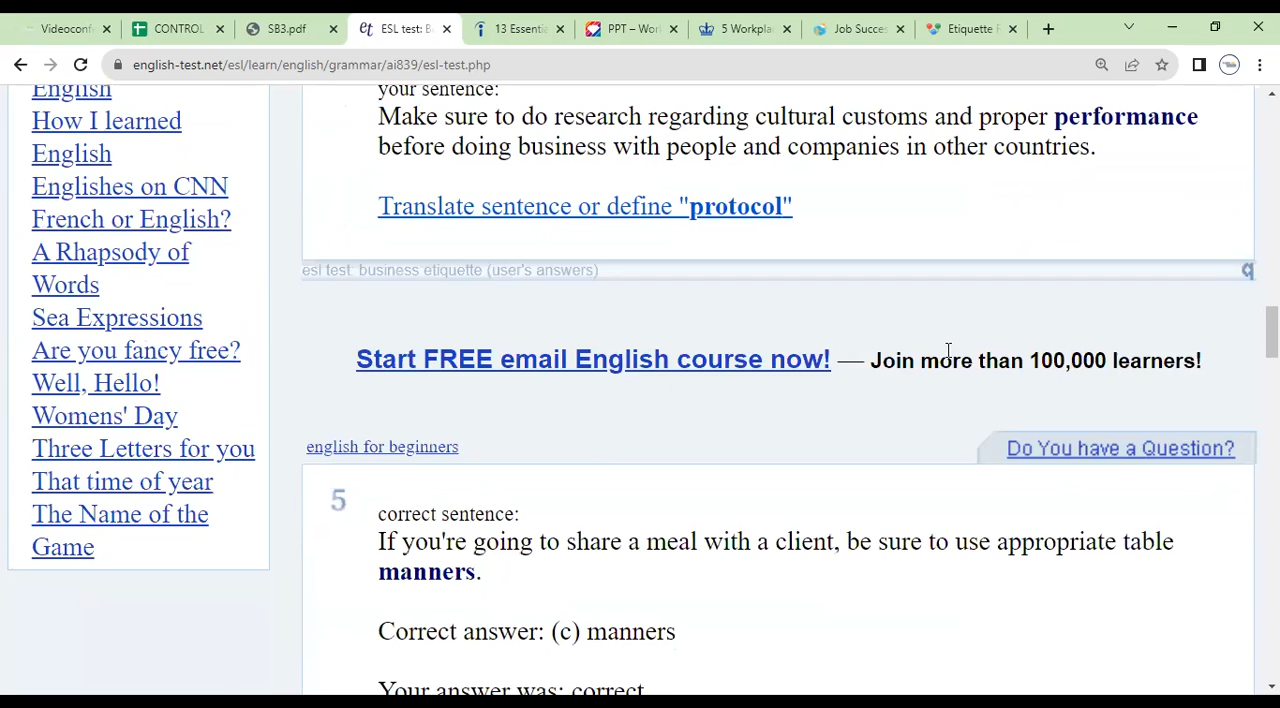 Videoconf
CONTROL
SB3.pdf
ESL test: B
13 Essenti
PPT – Wor
5 Workpla
Job Succes
Etiquette F
english-test.net/esl/learn/english/grammar/ai839/esl-test.php
English
How I learned
English
Englishes on CNN
French or English?
A Rhapsody of
Words
Sea Expressions
Are you fancy free?
Well, Hello!
Womens' Day
Three Letters for you
That time of year
The Name of the
Game
your sentence:
Make sure to do research regarding cultural customs and proper performance
before doing business with people and companies in other countries.
Translate sentence or define "protocol"
esl test: business etiquette (user's answers)
Start FREE email English course now! — Join more than 100,000 learners!
english for beginners
Do You have a Question?
5
correct sentence:
If you're going to share a meal with a client, be sure to use appropriate table
manners.
Correct answer: (c) manners
Your answer was: correct